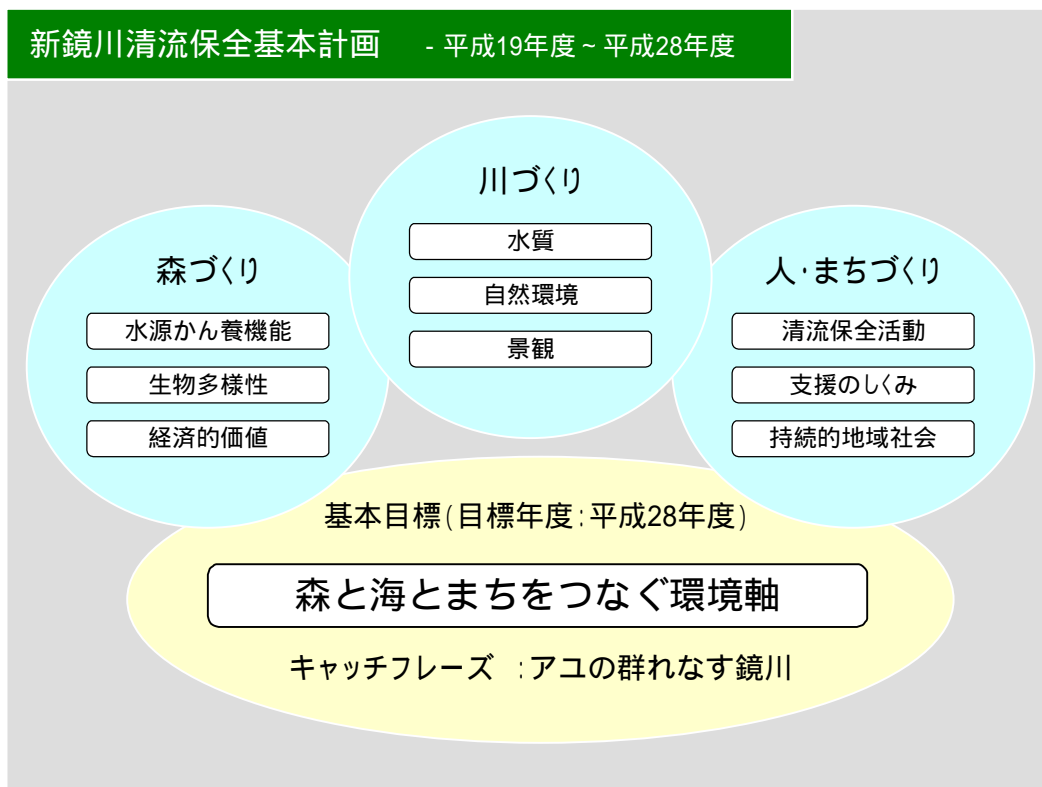 新鏡川清流保全基本計画 - 平成19年度 ~ 平成28年度
川づくり
水質
自然環境
景観
森づくり
水源かん養機能
生物多様性
経済的価値
人・まちづくり
清流保全活動
支援のしくみ
持続的地域社会
基本目標(目標年度:平成28年度)
森と海とまちをつなぐ環境軸
キャッチフレーズ :アユの群れなす鏡川